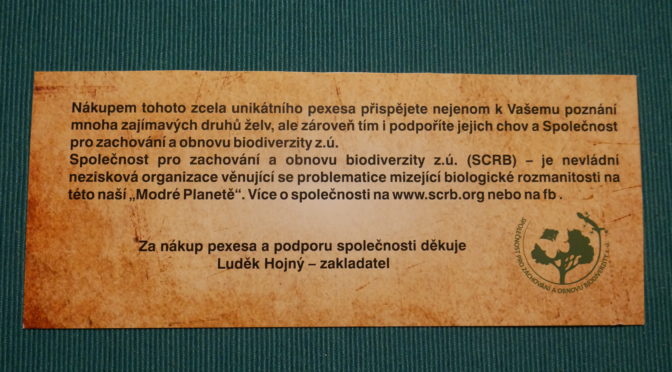 Nákupem tohoto zcela unikátního pexesa přispějete nejenom k Vašemu poznání
mnoha zajímavých druhů želv, ale zároveň tím i podpoříte jejich chov a Společnost
pro zachování a obnovu biodiverzity z.ú.
Společnost pro zachování a obnovu biodiverzity z.ú. (SCRB) – je nevládní
nezisková organizace věnující se problematice mizející biologické rozmanitosti na
této naší „Modré Planetě“. Více o společnosti na www.scrb.org nebo na fb .
Za nákup pexesa a podporu společnosti děkuje
Luděk Hojný – zakladatel
SPOLEČNOST PRO ZACHOVÁNÍ A OBNOVU BIODIVERZITY z. ú.